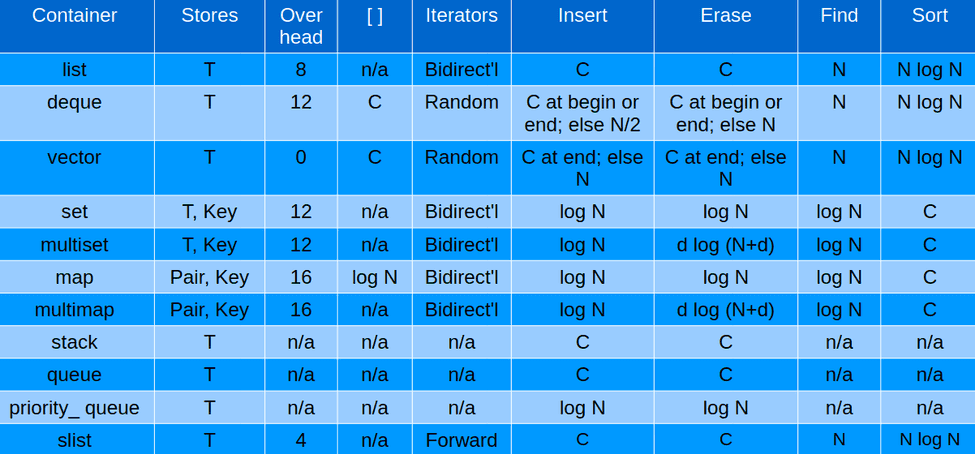 Container Stores Over head [ ] Iterators Insert Erase Find Sort
list T 8 n/a Bidirect'l C C N N log N
deque T 12 C Random C at begin or end; else N/2 C at begin or end; else N N N log N
vector T 0 C Random C at end; else N C at end; else N N N log N
set T, Key 12 n/a Bidirect'l log N log N log N C
multiset T, Key 12 n/a Bidirect'l log N d log (N+d) log N C
map Pair, Key 16 log N Bidirect'l log N log N log N C
multimap Pair, Key 16 n/a Bidirect'l log N d log (N+d) log N C
stack T n/a n/a n/a C C n/a n/a
queue T n/a n/a n/a C C n/a n/a
priority_ queue T n/a n/a n/a log N log N n/a n/a
slist T 4 n/a Forward C C N N log N